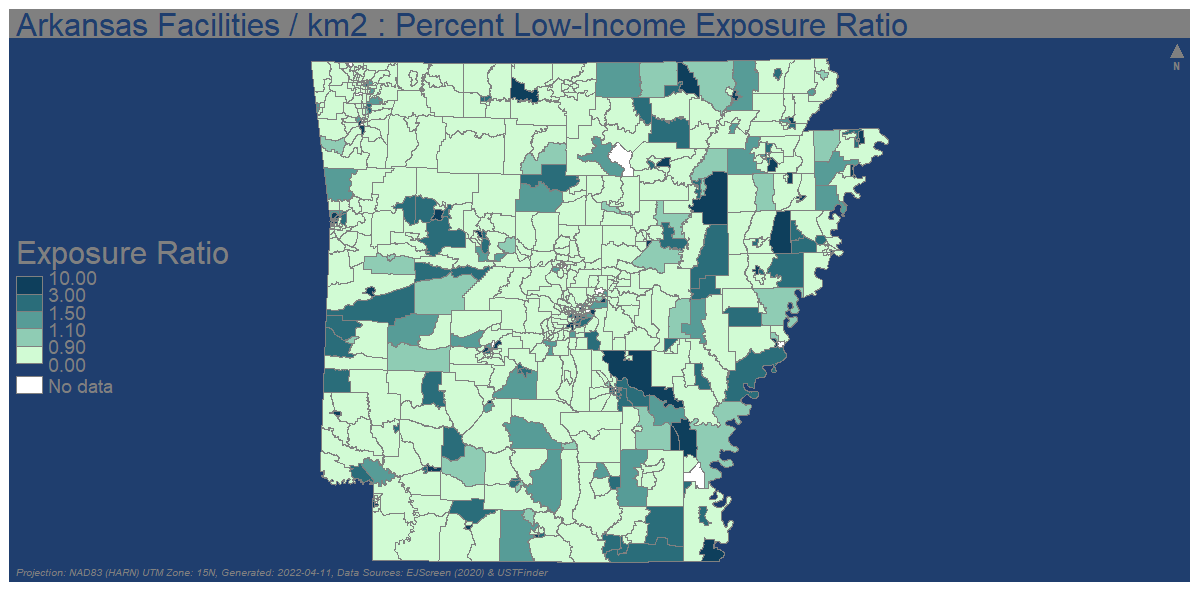 Arkansas Facilities / km2 : Percent Low-Income Exposure Ratio
N
Exposure Ratio
10.00
3.00
1.50
1.10
0.90
0.00
No data
Projection: NAD83 (HARN) UTM Zone: 15N, Generated: 2022-04-11, Data Sources: EJScreen (2020) & USTFinder